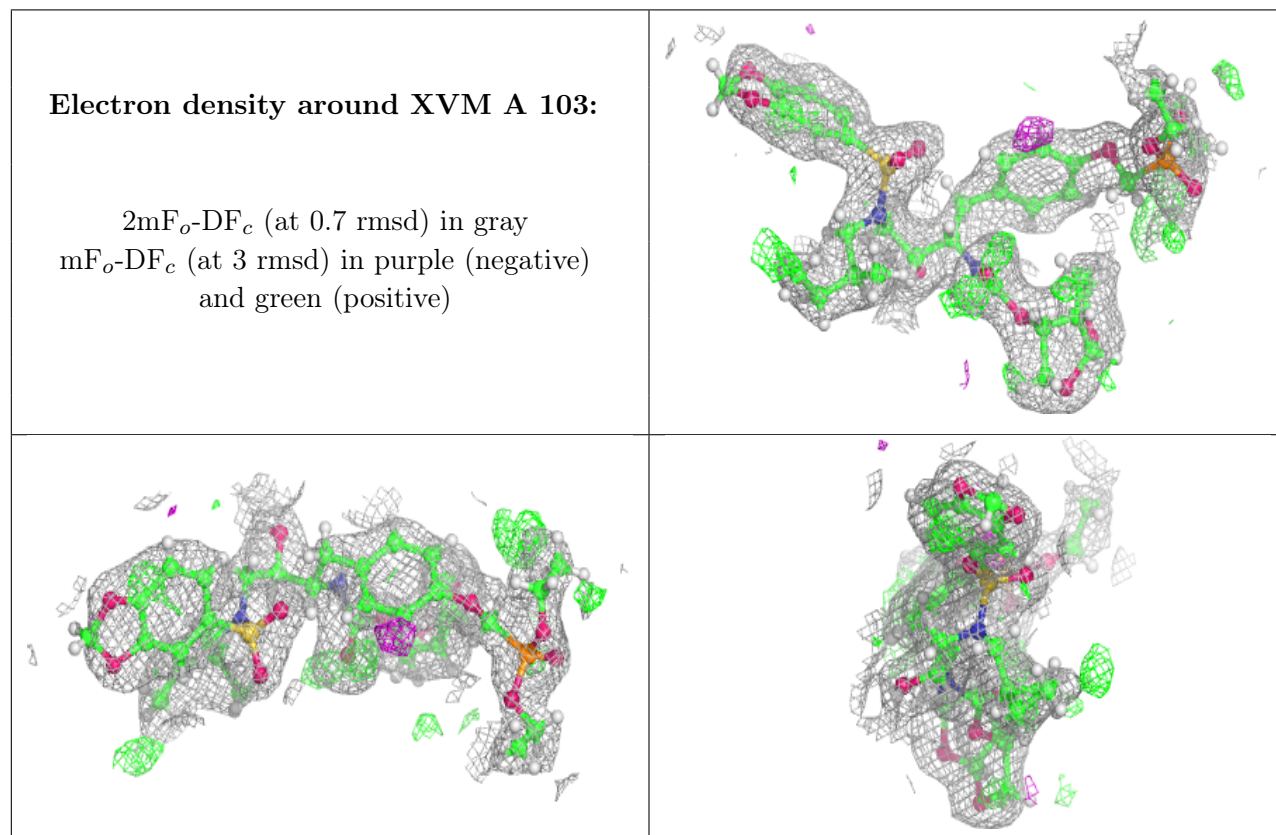 Electron density around XVM A 103:
2mFₒ-DF𝒸 (at 0.7 rmsd) in gray
mFₒ-DF𝒸 (at 3 rmsd) in purple (negative)
and green (positive)